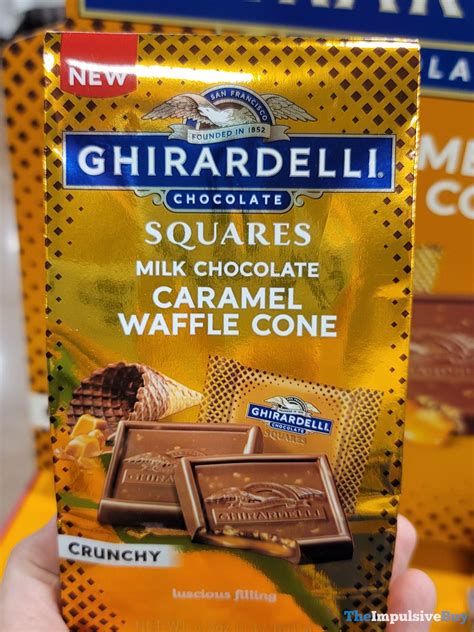 NEW
SAN FRANCISCO
FOUNDED IN 1852
GHIRARDELLI
CHOCOLATE
SQUARES
MILK CHOCOLATE
CARAMEL
WAFFLE CONE
GHIRARDELLI
CHOCOLATE
SQUARES
GHIRARDELLI
GHIRARDELLI
CRUNCHY
luscious filling
TheImpulsiveBuy